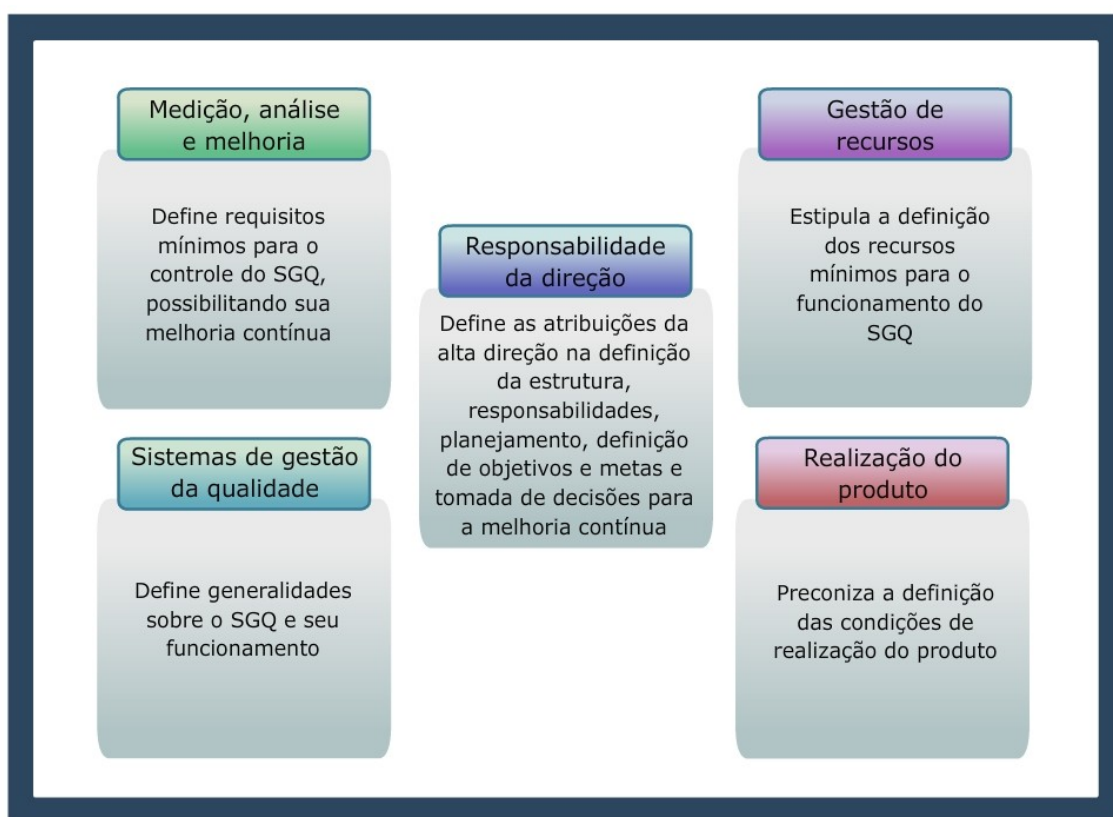 Medição, análise
e melhoria
Define requisitos
mínimos para o
controle do SGQ,
possibilitando sua
melhoria contínua
Sistemas de gestão
da qualidade
Define generalidades
sobre o SGQ e seu
funcionamento
Responsabilidade
da direção
Define as atribuições da
alta direção na definição
da estrutura,
responsabilidades,
planejamento, definição
de objetivos e metas e
tomada de decisões para
a melhoria contínua
Gestão de
recursos
Estipula a definição
dos recursos
mínimos para o
funcionamento do
SGQ
Realização do
produto
Preconiza a definição
das condições de
realização do produto